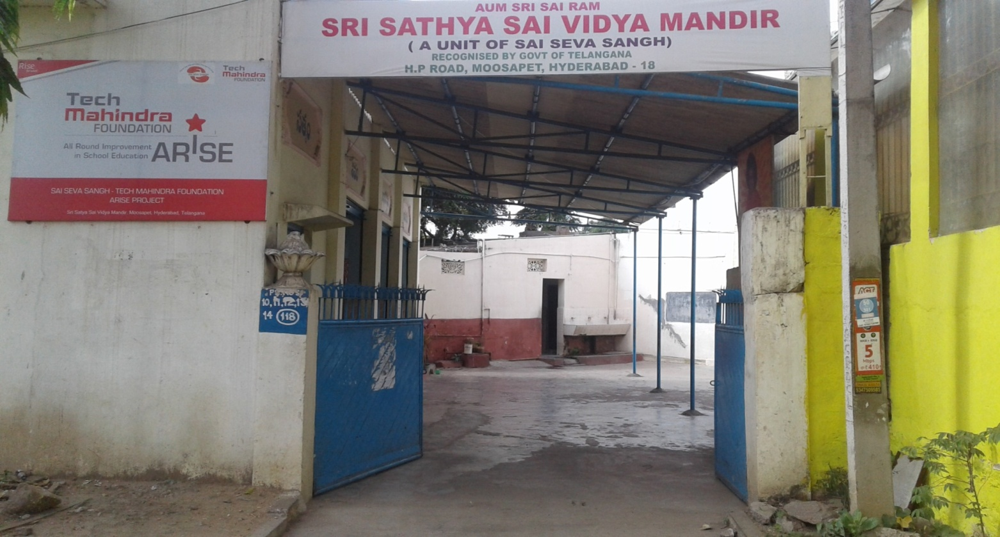 AUM SRI SAI RAM
SRI SATHYA SAI VIDYA MANDIR
( A UNIT OF SAI SEVA SANGH)
RECOGNISED BY GOVT OF TELANGANA
H.P ROAD, MOOSAPET, HYDERABAD - 18
Rise
Tech
Mahindra
FOUNDATION
Tech
Mahindra
FOUNDATION
All Round Improvement
in School Education
ARISE
SAI SEVA SANGH - TECH MAHINDRA FOUNDATION
ARISE PROJECT
Sri Satya Sai Vidya Mandir Moosapet, Hyderabad, Telangana
10, 11, 12, 13,
14 118
ACT
5
Mbps
@ ₹ 410
9347509585